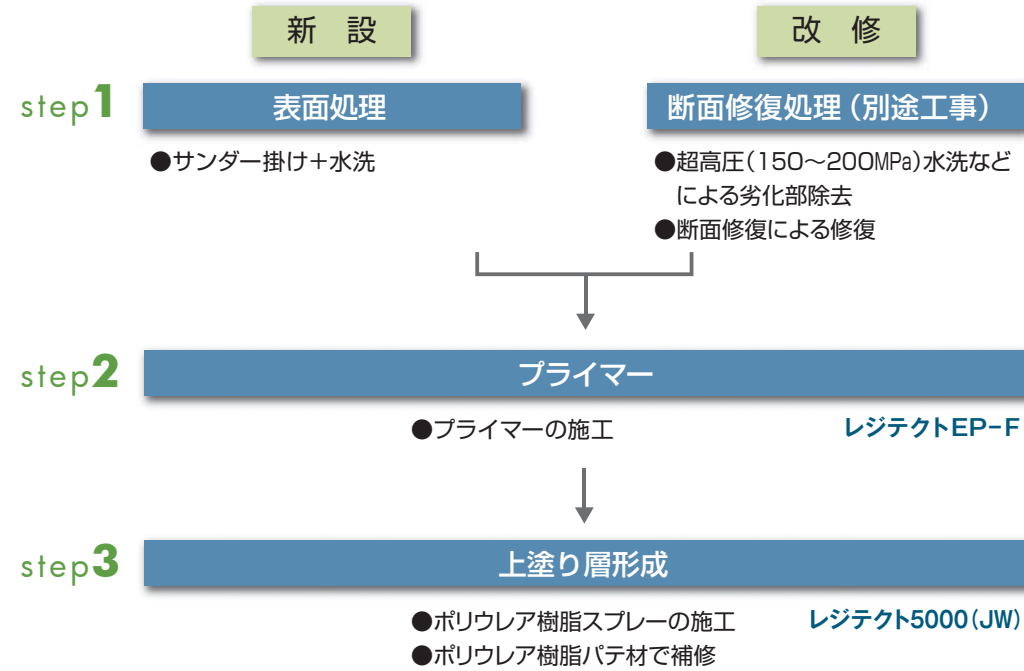 新　設
改　修
step1
表面処理
断面修復処理（別途工事）
●サンダー掛け＋水洗
●超高圧（150〜200MPa）水洗など
による劣化部除去
●断面修復による修復
step2
プライマー
●プライマーの施工
レジテクトEP-F
step3
上塗り層形成
●ポリウレア樹脂スプレーの施工
レジテクト5000（JW）
●ポリウレア樹脂パテ材で補修